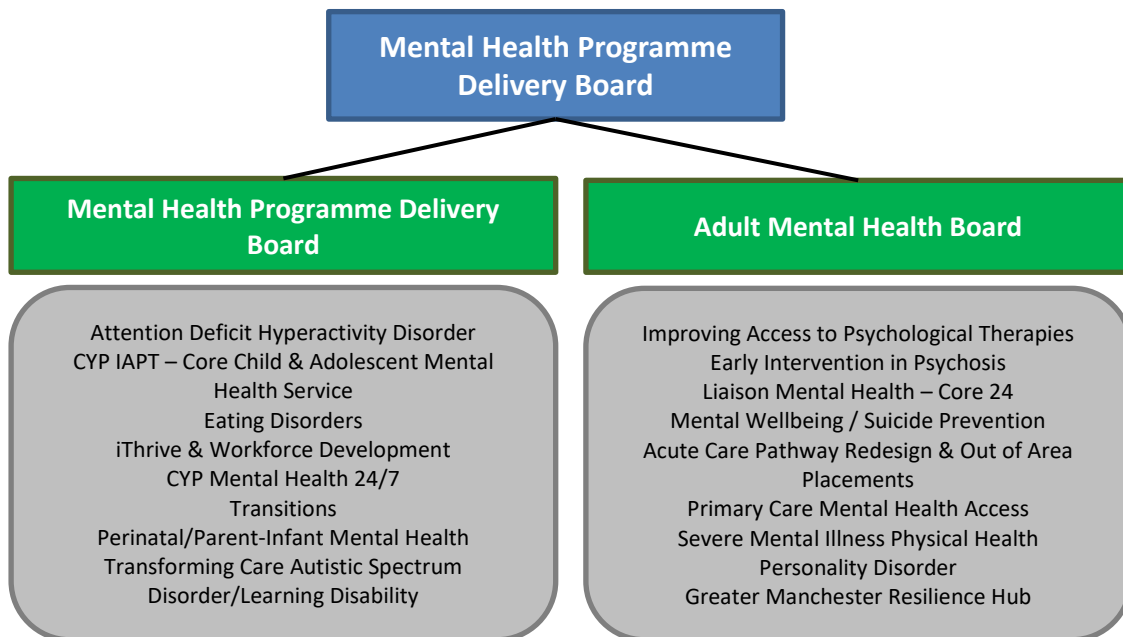 Mental Health Programme
Delivery Board
Mental Health Programme Delivery
Board
Adult Mental Health Board
Attention Deficit Hyperactivity Disorder
CYP IAPT – Core Child & Adolescent Mental
Health Service
Eating Disorders
iThrive & Workforce Development
CYP Mental Health 24/7
Transitions
Perinatal/Parent-Infant Mental Health
Transforming Care Autistic Spectrum
Disorder/Learning Disability
Improving Access to Psychological Therapies
Early Intervention in Psychosis
Liaison Mental Health – Core 24
Mental Wellbeing / Suicide Prevention
Acute Care Pathway Redesign & Out of Area
Placements
Primary Care Mental Health Access
Severe Mental Illness Physical Health
Personality Disorder
Greater Manchester Resilience Hub